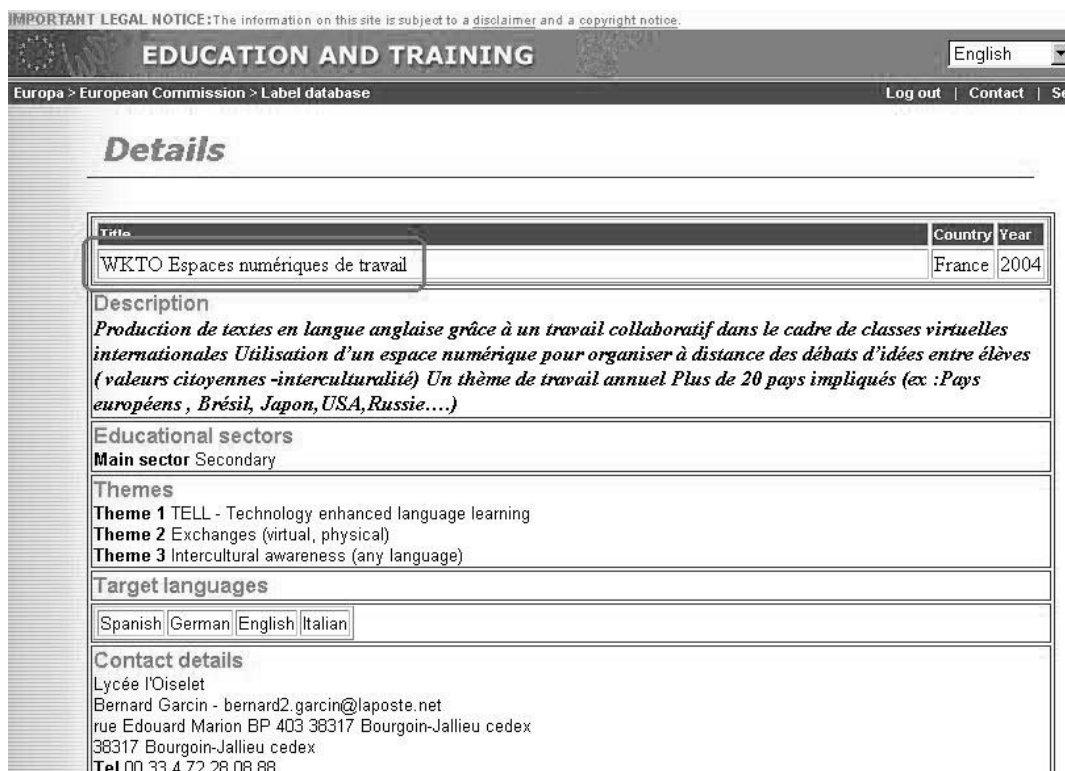 IMPORTANT LEGAL NOTICE: The information on this site is subject to a disclaimer and a copyright notice.
EDUCATION AND TRAINING
English
Europa > European Commission > Label database
Log out | Contact |
Details
Title Country Year
WKTO Espaces numériques de travail France 2004
Description
Production de textes en langue anglaise grâce à un travail collaboratif dans le cadre de classes virtuelles
internationales Utilisation d'un espace numérique pour organiser à distance des débats d'idées entre élèves
( valeurs citoyennes -interculturalité) Un thème de travail annuel Plus de 20 pays impliqués (ex :Pays
européens , Brésil, Japon,USA,Russie….)
Educational sectors
Main sector Secondary
Themes
Theme 1 TELL - Technology enhanced language learning
Theme 2 Exchanges (virtual, physical)
Theme 3 Intercultural awareness (any language)
Target languages
Spanish German English Italian
Contact details
Lycée l'Oiselet
Bernard Garcin - bernard2.garcin@laposte.net
rue Edouard Marion BP 403 38317 Bourgoin-Jallieu cedex
38317 Bourgoin-Jallieu cedex
Tel 00 33 4 72 28 08 88